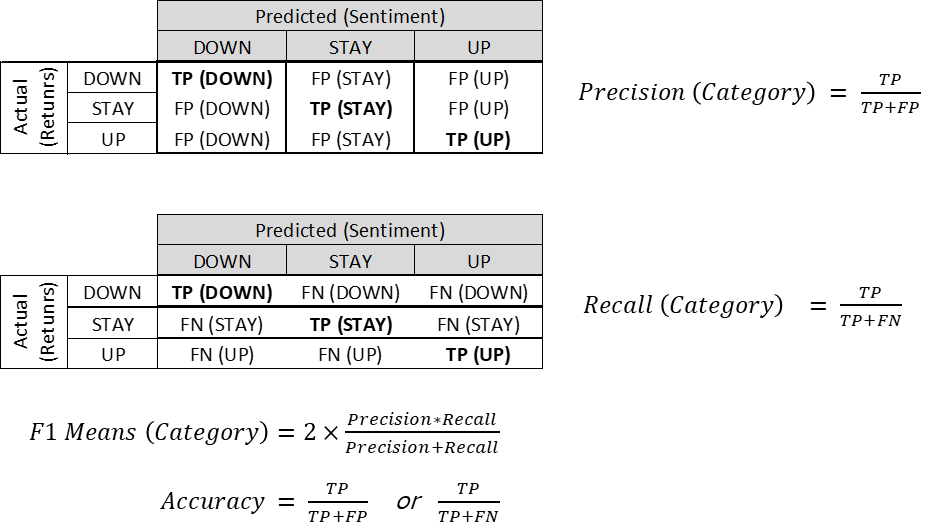 Predicted (Sentiment)
DOWN STAY UP
Actual (Retunrs)
DOWN TP (DOWN) FP (STAY) FP (UP)
STAY FP (DOWN) TP (STAY) FP (UP)
UP FP (DOWN) FP (STAY) TP (UP)
Precision (Category) = TP / TP+FP
Predicted (Sentiment)
DOWN STAY UP
Actual (Retunrs)
DOWN TP (DOWN) FN (DOWN) FN (DOWN)
STAY FN (STAY) TP (STAY) FN (STAY)
UP FN (UP) FN (UP) TP (UP)
Recall (Category) = TP / TP+FN
F1 Means (Category) = 2 × Precision*Recall / Precision+Recall
Accuracy = TP / TP+FP or TP / TP+FN